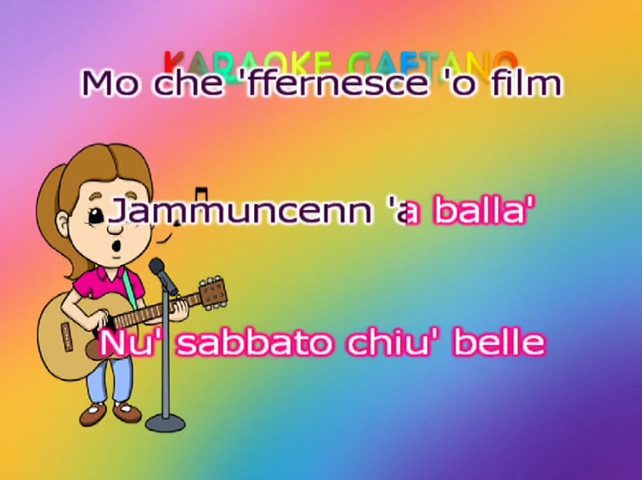 KARAOKE GAETANO
Mo che 'ffernesce 'o film
Jammuncenn 'a balla'
Nu' sabbato chiu' belle